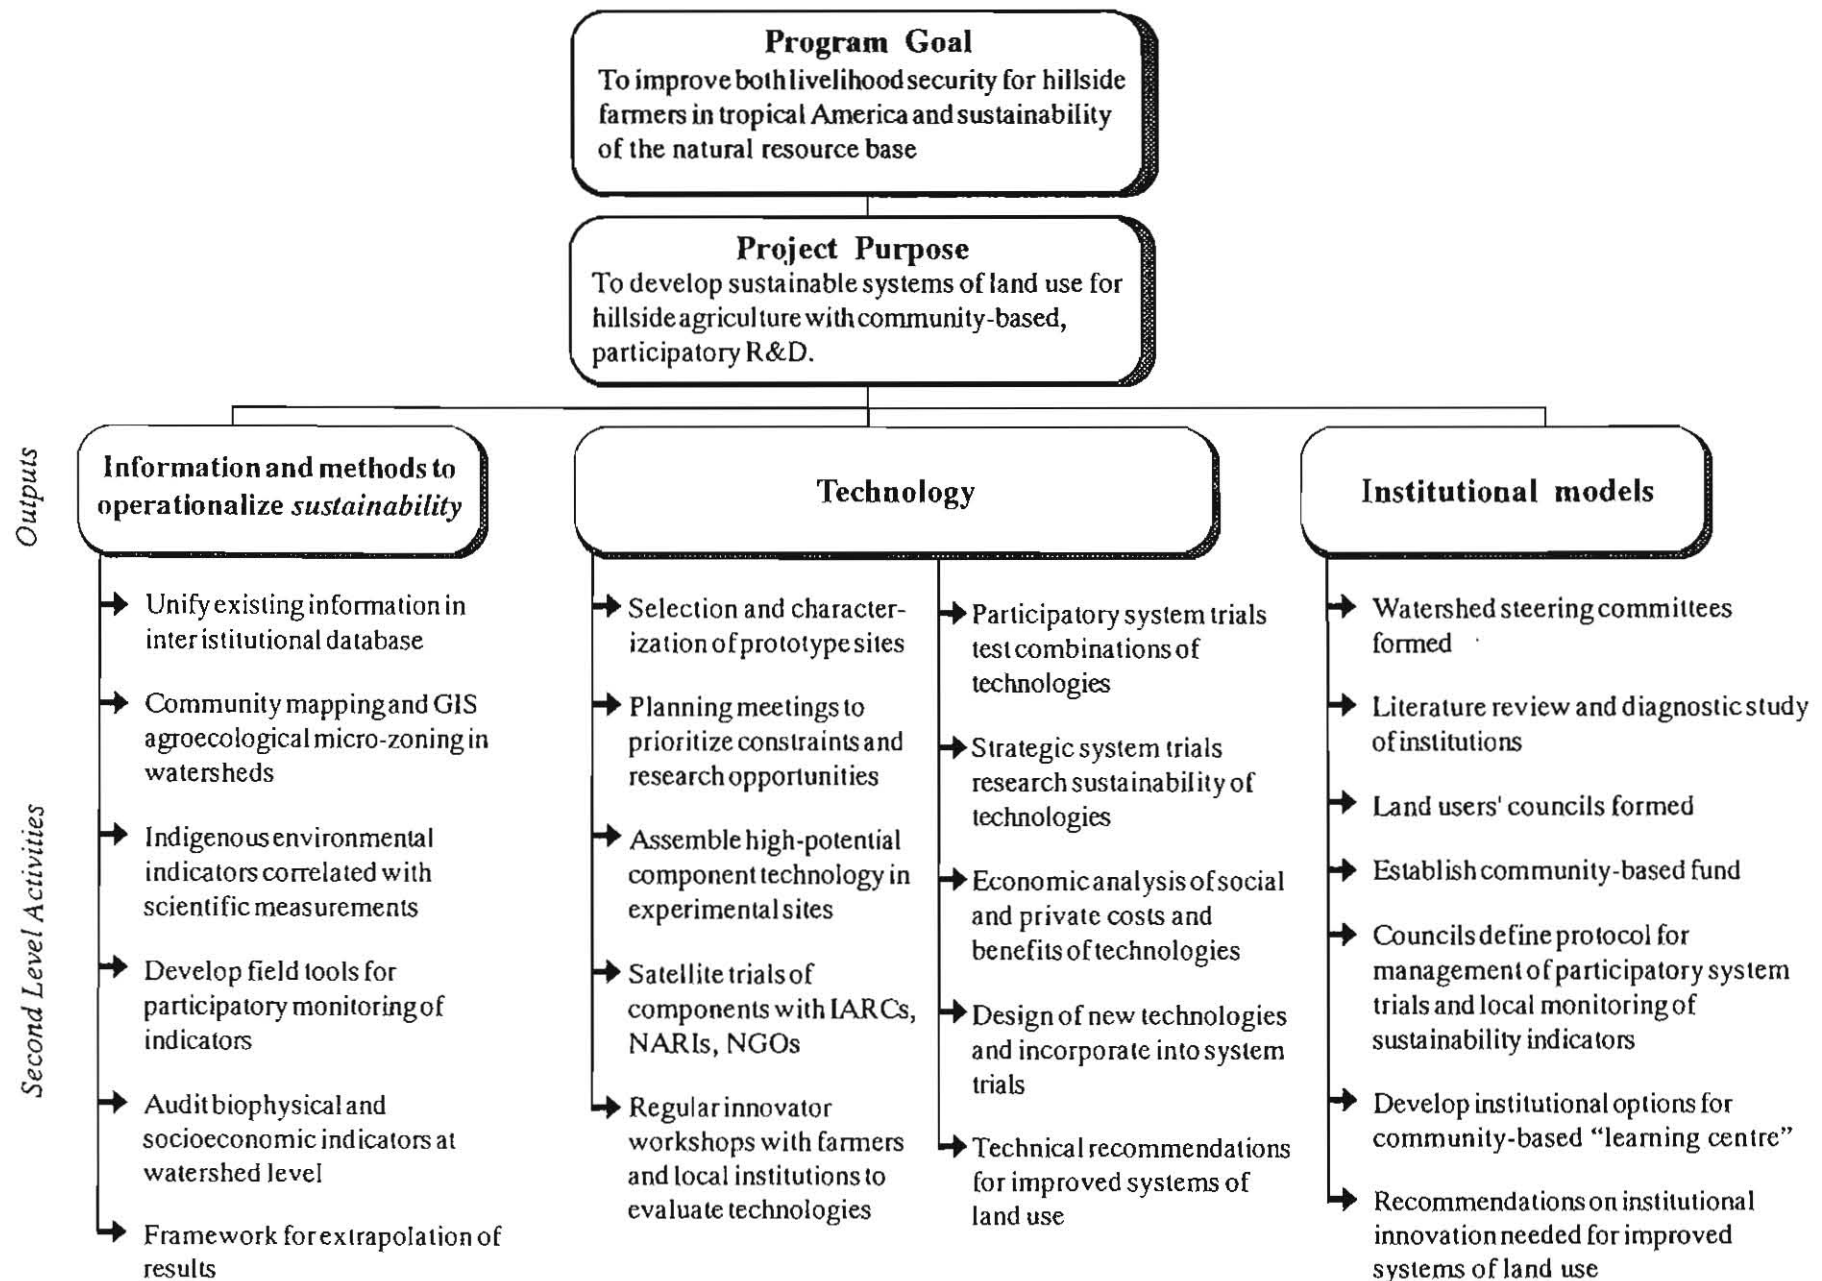 Program Goal
To improve both livelihood security for hillside
farmers in tropical America and sustainability
of the natural resource base
Project Purpose
To develop sustainable systems of land use for
hillside agriculture with community-based,
participatory R&D.
Outputs
Information and methods to
operationalize sustainability
Technology
Institutional models
Second Level Activities
Unify existing information in
inter istitutional database
Community mapping and GIS
agroecological micro-zoning in
watersheds
Indigenous environmental
indicators correlated with
scientific measurements
Develop field tools for
participatory monitoring of
indicators
Audit biophysical and
socioeconomic indicators at
watershed level
Framework for extrapolation of
results
Selection and character-
ization of prototype sites
Planning meetings to
prioritize constraints and
research opportunities
Assemble high-potential
component technology in
experimental sites
Satellite trials of
components with IARCs,
NARIs, NGOs
Regular innovator
workshops with farmers
and local institutions to
evaluate technologies
Participatory system trials
test combinations of
technologies
Strategic system trials
research sustainability of
technologies
Economic analysis of social
and private costs and
benefits of technologies
Design of new technologies
and incorporate into system
trials
Technical recommendations
for improved systems of
land use
Watershed steering committees
formed
Literature review and diagnostic study
of institutions
Land users' councils formed
Establish community-based fund
Councils define protocol for
management of participatory system
trials and local monitoring of
sustainability indicators
Develop institutional options for
community-based “learning centre”
Recommendations on institutional
innovation needed for improved
systems of land use